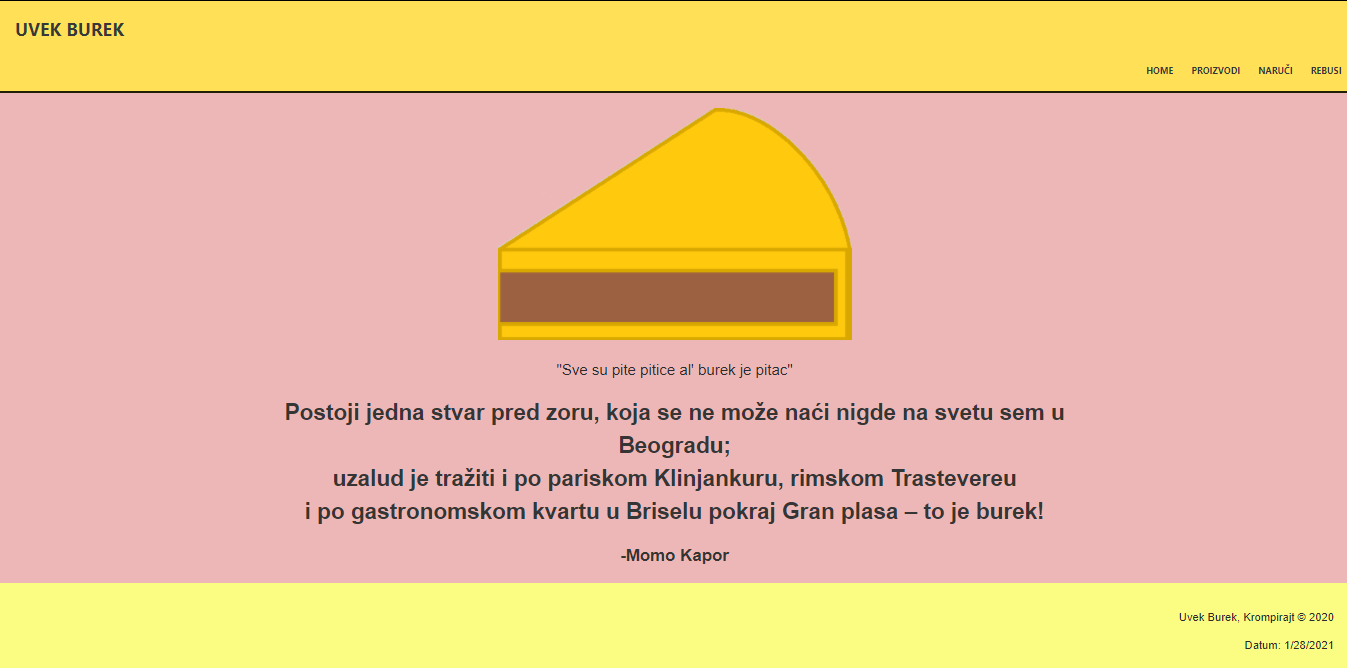 UVEK BUREK
HOME PROIZVODI NARUČI REBUSI
"Sve su pite pitice al' burek je pitac"
Postoji jedna stvar pred zoru, koja se ne može naći nigde na svetu sem u
Beogradu;
uzalud je tražiti i po pariskom Klinjankuru, rimskom Trastevereu
i po gastronomskom kvartu u Briselu pokraj Gran plasa – to je burek!
-Momo Kapor
Uvek Burek, Krompirajt © 2020
Datum: 1/28/2021